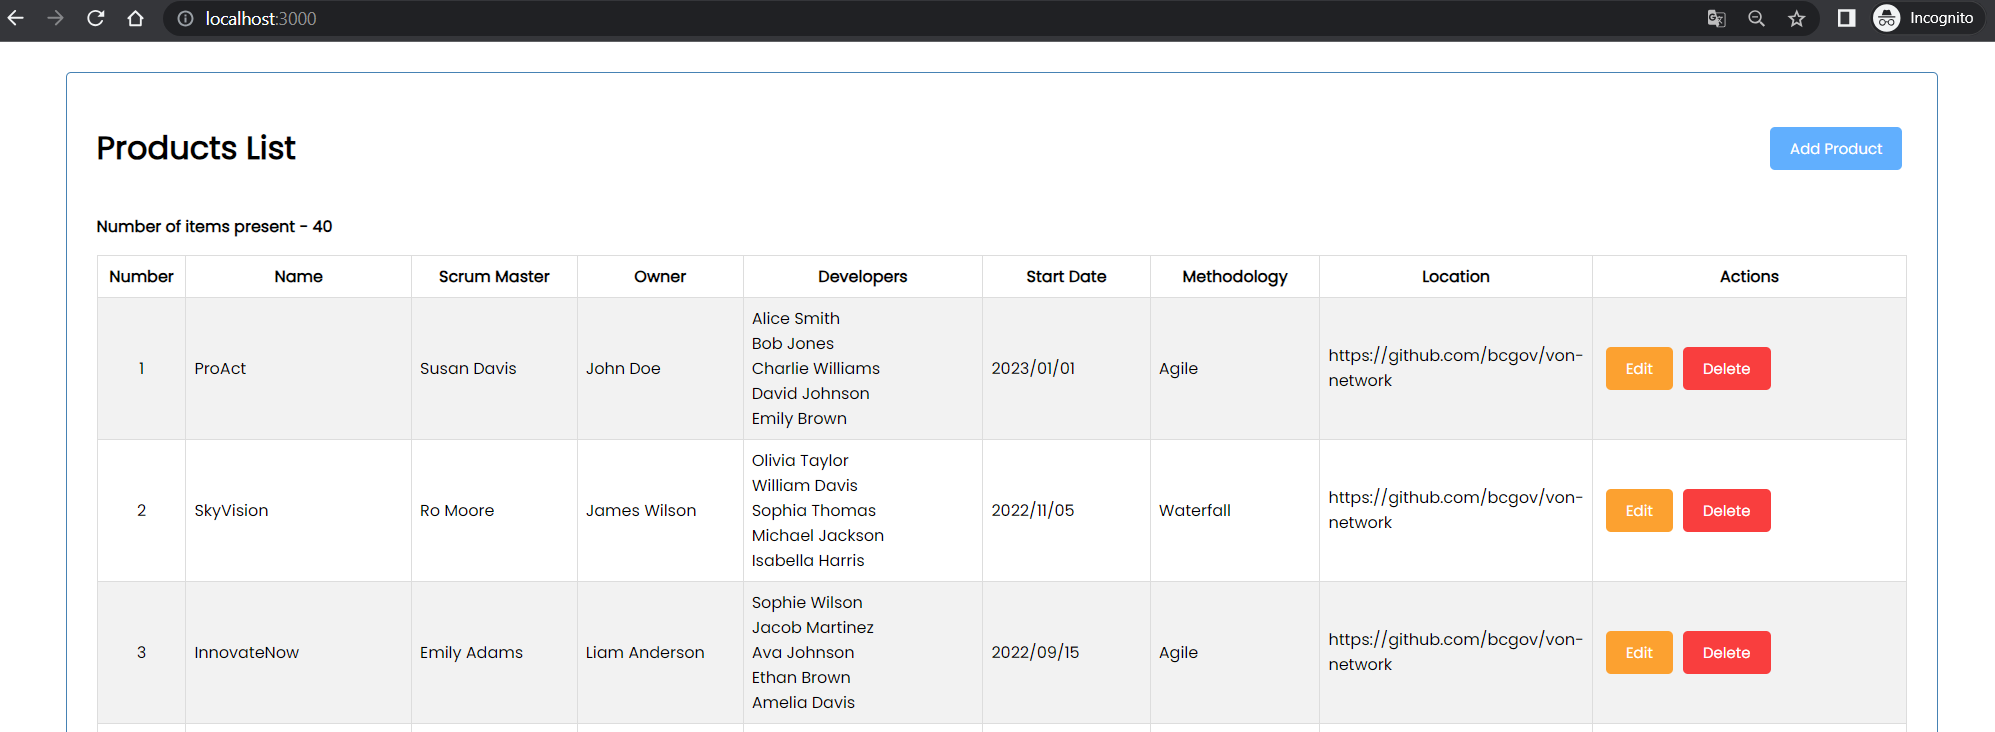 localhost:3000
Incognito
Products List
Add Product
Number of items present - 40
Number Name Scrum Master Owner Developers Start Date Methodology Location Actions
1 ProAct Susan Davis John Doe
Alice Smith
Bob Jones
Charlie Williams
David Johnson
Emily Brown
2023/01/01 Agile
https://github.com/bcgov/von-
network
Edit Delete
2 SkyVision Ro Moore James Wilson
Olivia Taylor
William Davis
Sophia Thomas
Michael Jackson
Isabella Harris
2022/11/05 Waterfall
https://github.com/bcgov/von-
network
Edit Delete
3 InnovateNow Emily Adams Liam Anderson
Sophie Wilson
Jacob Martinez
Ava Johnson
Ethan Brown
Amelia Davis
2022/09/15 Agile
https://github.com/bcgov/von-
network
Edit Delete